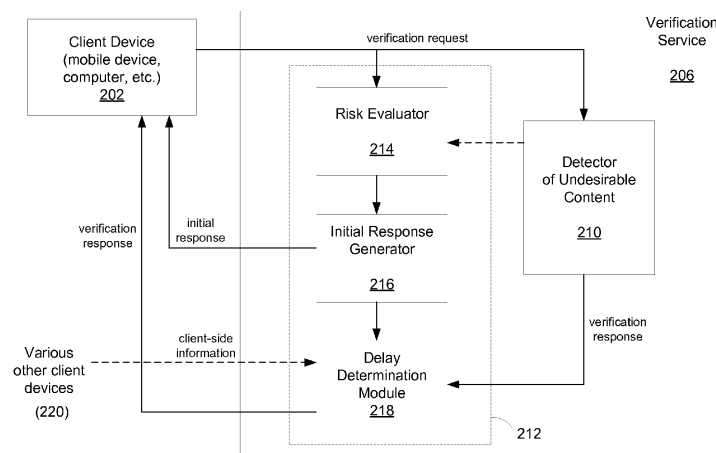 Client Device
(mobile device,
computer, etc.)
202
verification request
Verification
Service
206
Risk Evaluator
214
Detector
of Undesirable
Content
210
verification
response
initial
response
Initial Response
Generator
216
verification
response
client-side
information
Various
other client
devices
(220)
Delay
Determination
Module
218
212